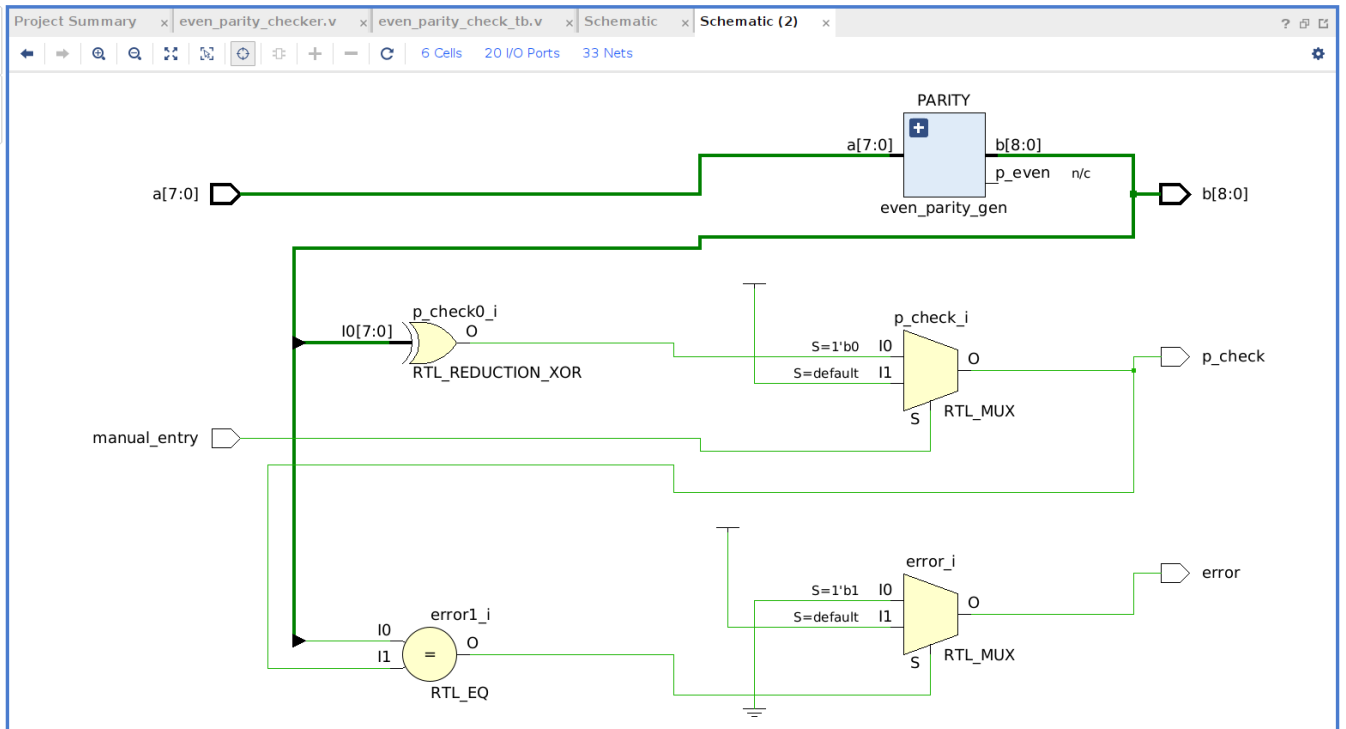 Project Summary × even_parity_checker.v × even_parity_check_tb.v × Schematic × Schematic (2) ×
6 Cells 20 I/O Ports 33 Nets
PARITY
a[7:0] b[8:0]
p_even n/c
even_parity_gen
a[7:0]
b[8:0]
p_check0_i
I0[7:0] O
RTL_REDUCTION_XOR
p_check_i
S=1'b0 I0
S=default I1
O
S RTL_MUX
p_check
manual_entry
error_i
S=1'b1 I0
S=default I1
O
S RTL_MUX
error
error1_i
I0
I1
=
O
RTL_EQ